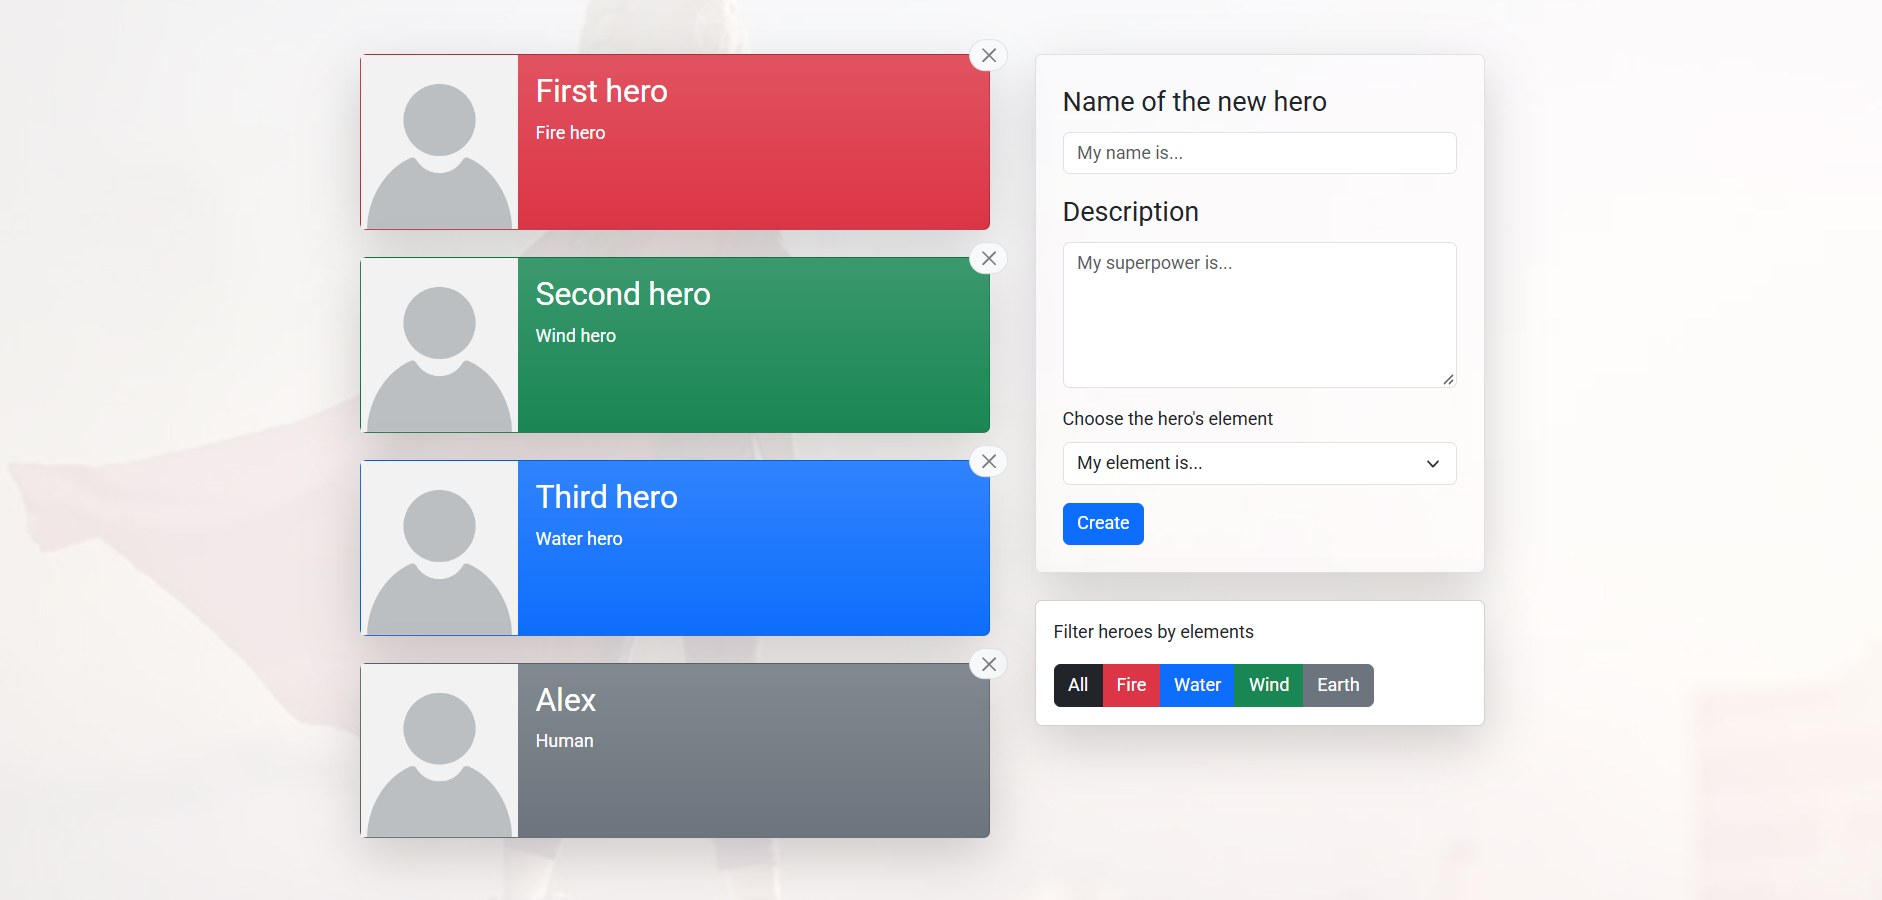 First hero
Fire hero
Second hero
Wind hero
Third hero
Water hero
Alex
Human
Name of the new hero
My name is...
Description
My superpower is...
Choose the hero's element
My element is...
Create
Filter heroes by elements
All Fire Water Wind Earth